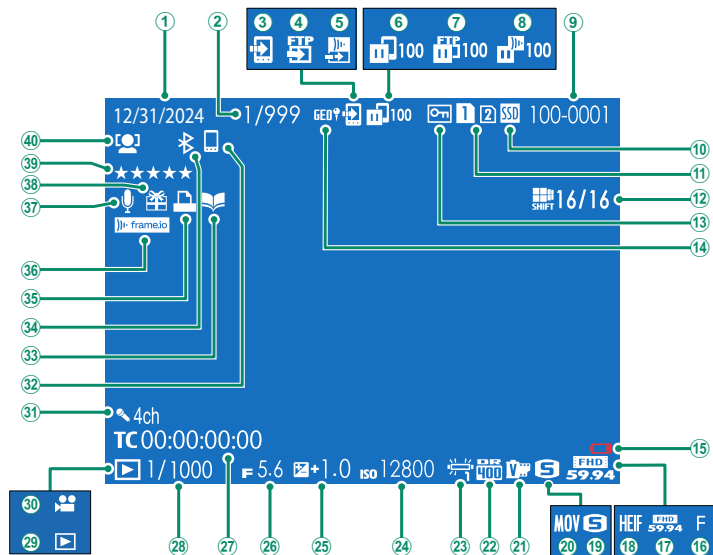 1 2 3 4 5 6 7 8 9
FTP 100 FTP 100 100
12/31/2024 1/999 GEO 100 1 2 SSD 100-0001
40 10
39 11
38 SHIFT 16/16 12
37 13
frame.io 14
36
35
34
33
32
31 4ch
TC 00:00:00:00 15
1/1000 F 5.6 +1.0 ISO 12800 DR 400 V S FHD 59.94
30 MOV S HEIF FHD 59.94 F
29 28 27 26 25 24 23 22 21 20 19 18 17 16